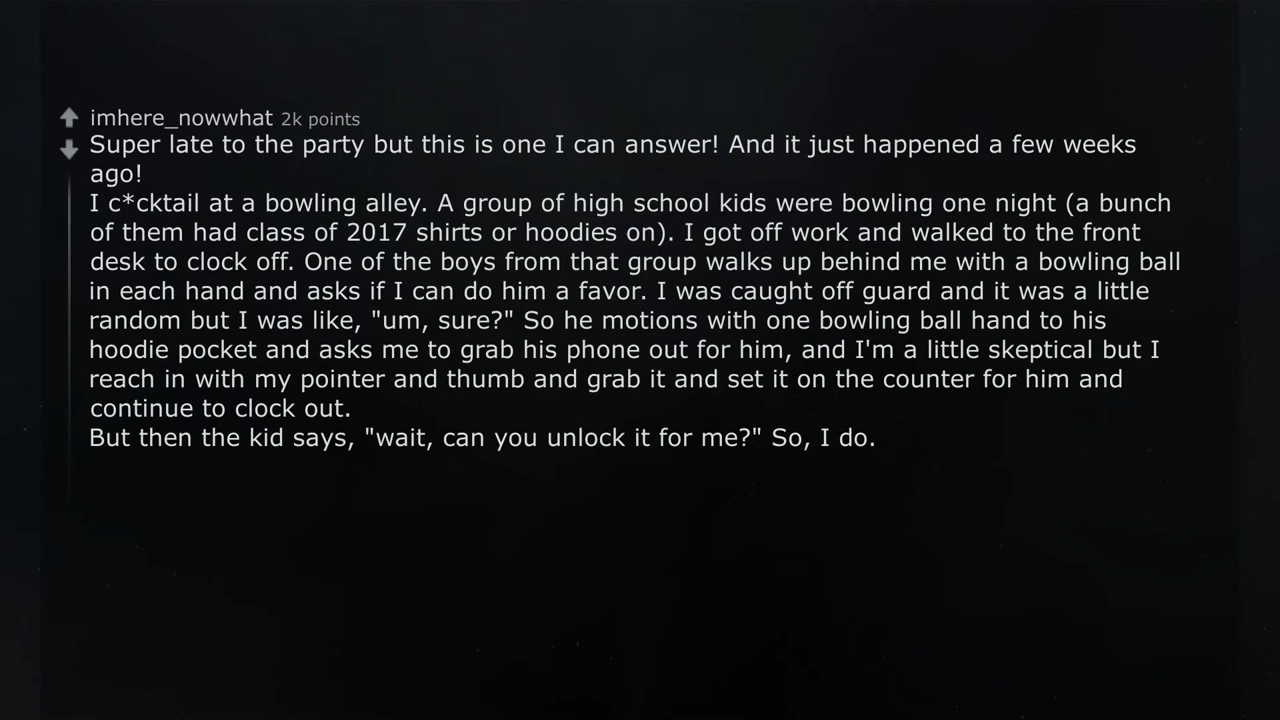 imhere_nowwhat 2k points
Super late to the party but this is one I can answer! And it just happened a few weeks
ago!
I c*cktail at a bowling alley. A group of high school kids were bowling one night (a bunch
of them had class of 2017 shirts or hoodies on). I got off work and walked to the front
desk to clock off. One of the boys from that group walks up behind me with a bowling ball
in each hand and asks if I can do him a favor. I was caught off guard and it was a little
random but I was like, "um, sure?" So he motions with one bowling ball hand to his
hoodie pocket and asks me to grab his phone out for him, and I'm a little skeptical but I
reach in with my pointer and thumb and grab it and set it on the counter for him and
continue to clock out.
But then the kid says, "wait, can you unlock it for me?" So, I do.